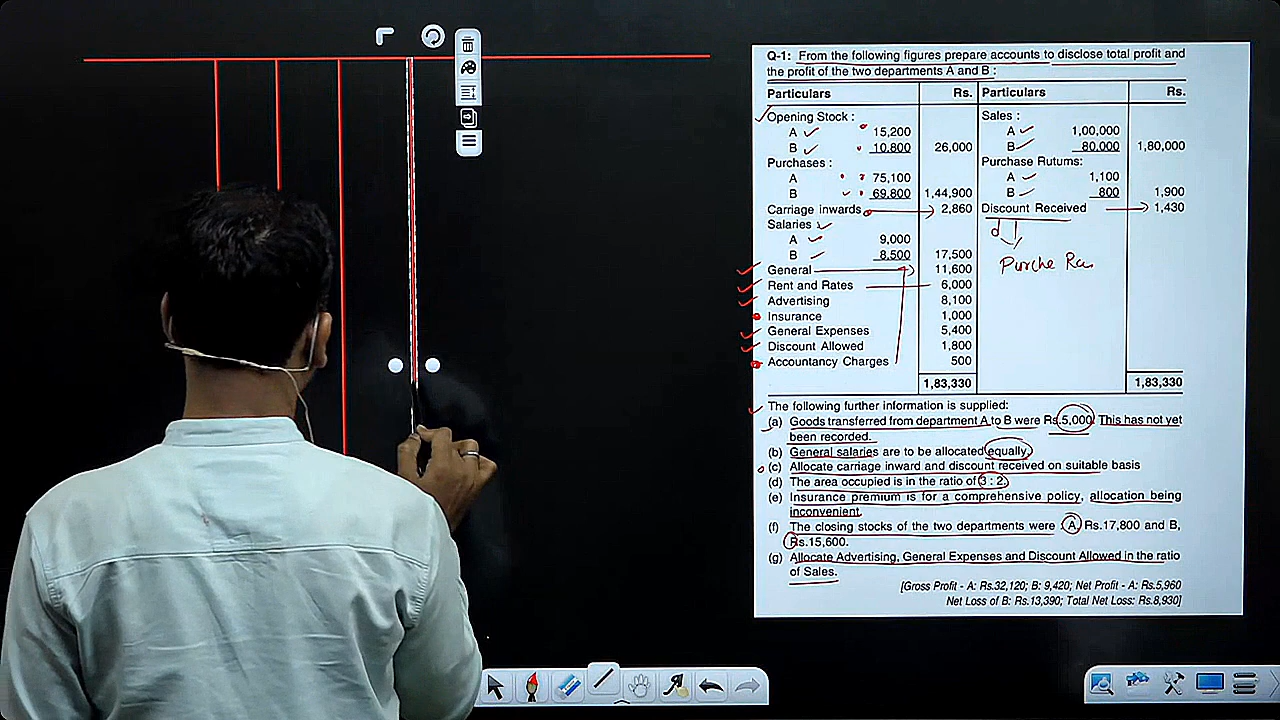 Q-1: From the following figures prepare accounts to disclose total profit and
the profit of the two departments A and B :
Particulars Rs. Particulars Rs.
Opening Stock : Sales :
A 15,200 A 1,00,000
B 10,800 26,000 B 80,000 1,80,000
Purchases : Purchase Ruturns:
A 75,100 A 1,100
B 69,800 1,44,900 B 800 1,900
Carriage inwards 2,860 Discount Received 1,430
Salaries :
A 9,000
B 8,500 17,500
General 11,600
Rent and Rates 6,000
Advertising 8,100
Insurance 1,000
General Expenses 5,400
Discount Allowed 1,800
Accountancy Charges 500
1,83,330 1,83,330
Purche
The following further information is supplied:
(a) Goods transferred from department A to B were Rs.5,000. This has not yet
been recorded.
(b) General salaries are to be allocated equally.
(c) Allocate carriage inward and discount received on suitable basis
(d) The area occupied is in the ratio of 3 : 2.
(e) Insurance premium is for a comprehensive policy, allocation being
inconvenient.
(f) The closing stocks of the two departments were : A, Rs.17,800 and B,
Rs.15,600.
(g) Allocate Advertising, General Expenses and Discount Allowed in the ratio
of Sales.
[Gross Profit - A: Rs.32,120; B: 9,420; Net Profit - A: Rs.5,960
Net Loss of B: Rs.13,390; Total Net Loss: Rs.8,930]